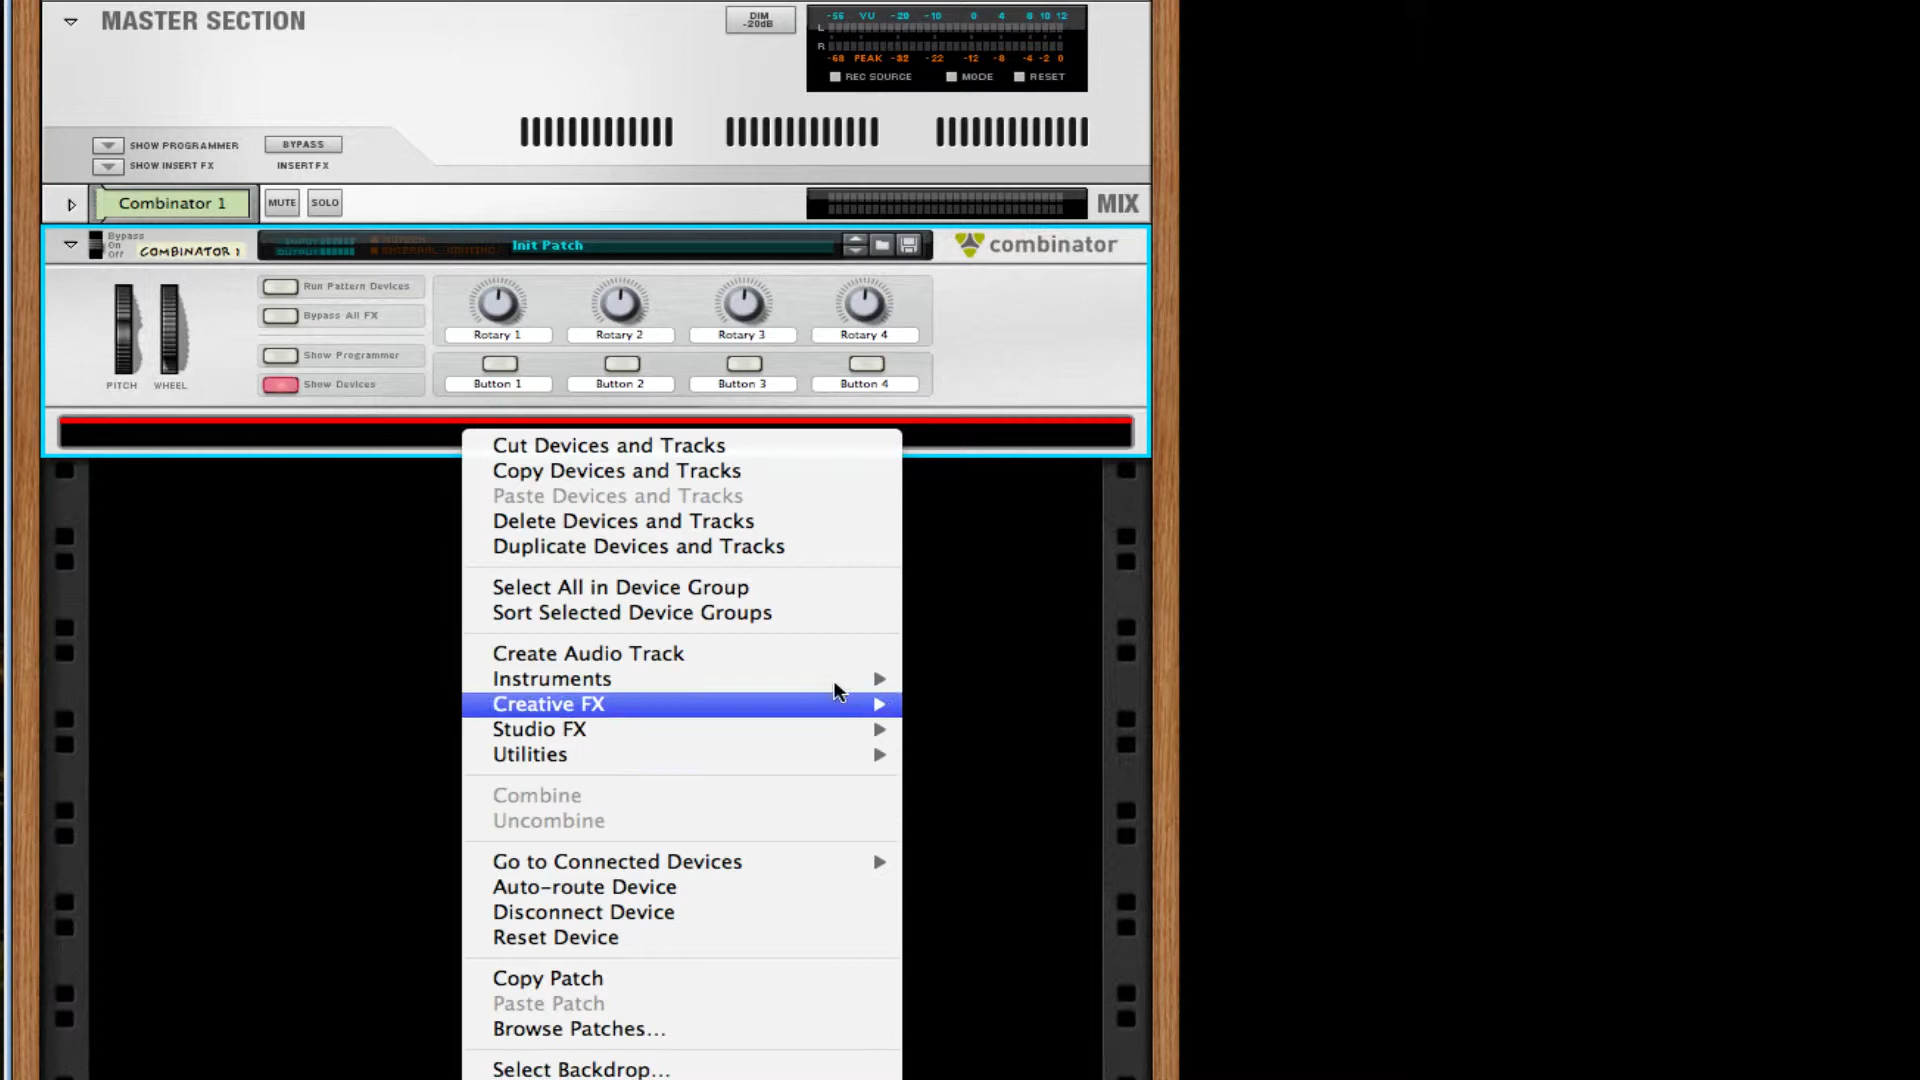 MASTER SECTION
DIM
-20dB
-56 VU -20 -10 0 4 8 10 12
L
R
-68 PEAK -32 -22 -12 -8 -4 -2 0
REC SOURCE MODE RESET
SHOW PROGRAMMER
BYPASS
SHOW INSERT FX
INSERT FX
Combinator 1
MUTE
SOLO
MIX
Bypass
On
Off
COMBINATOR 1
Init Patch
combinator
Run Pattern Devices
Bypass All FX
Show Programmer
Show Devices
PITCH WHEEL
Rotary 1 Rotary 2 Rotary 3 Rotary 4
Button 1 Button 2 Button 3 Button 4
Cut Devices and Tracks
Copy Devices and Tracks
Paste Devices and Tracks
Delete Devices and Tracks
Duplicate Devices and Tracks
Select All in Device Group
Sort Selected Device Groups
Create Audio Track
Instruments
Creative FX
Studio FX
Utilities
Combine
Uncombine
Go to Connected Devices
Auto-route Device
Disconnect Device
Reset Device
Copy Patch
Paste Patch
Browse Patches...
Select Backdrop...